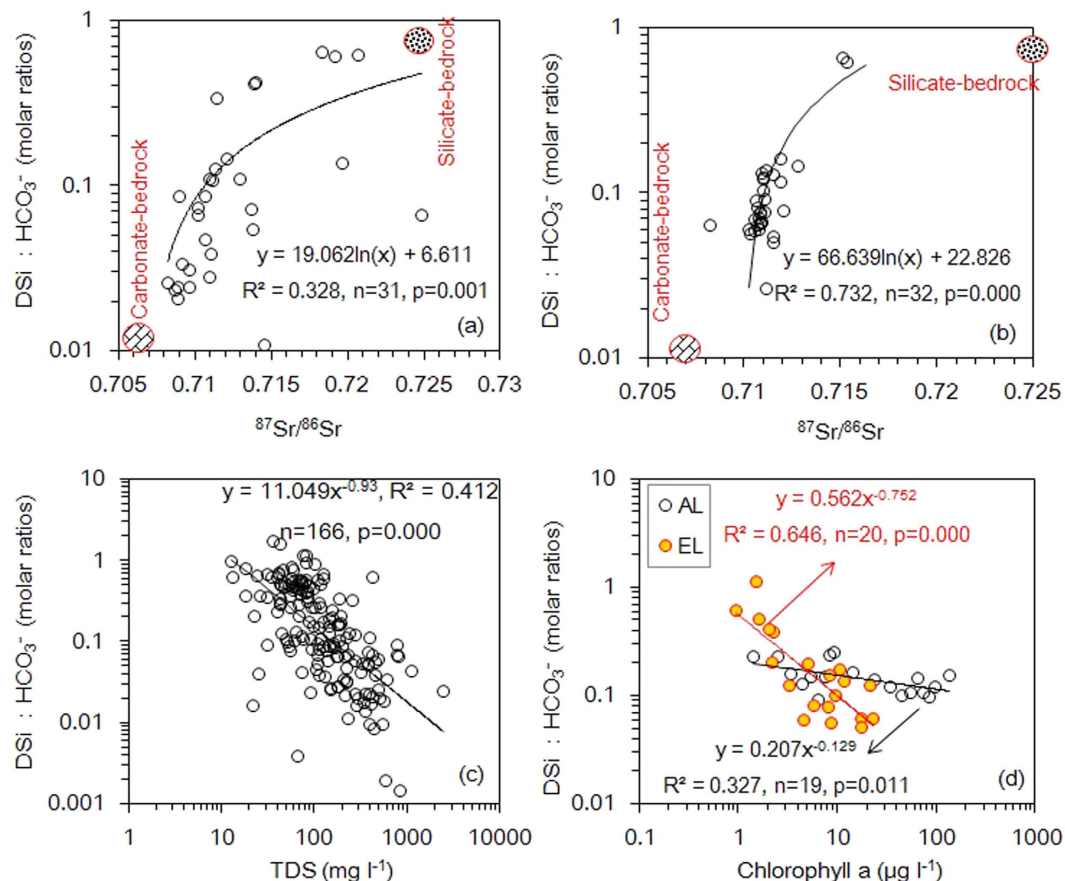 DSi : HCO₃⁻ (molar ratios)
1
0.1
0.01
Carbonate-bedrock
Silicate-bedrock
y = 19.062ln(x) + 6.611
R² = 0.328, n=31, p=0.001
(a)
0.705
0.71
0.715
0.72
0.725
0.73
⁸⁷Sr/⁸⁶Sr
DSi : HCO₃⁻ (molar ratios)
1
0.1
0.01
Carbonate-bedrock
Silicate-bedrock
y = 66.639ln(x) + 22.826
R² = 0.732, n=32, p=0.000
(b)
0.705
0.71
0.715
0.72
0.725
⁸⁷Sr/⁸⁶Sr
DSi : HCO₃⁻ (molar ratios)
10
1
0.1
0.01
0.001
y = 11.049x⁻⁰·⁹³, R² = 0.412
n=166, p=0.000
(c)
1
10
100
1000
10000
TDS (mg l⁻¹)
DSi : HCO₃⁻ (molar ratios)
10
1
0.1
0.01
AL
EL
y = 0.562x⁻⁰·⁷⁵²
R² = 0.646, n=20, p=0.000
y = 0.207x⁻⁰·¹²⁹
R² = 0.327, n=19, p=0.011
(d)
0.1
1
10
100
1000
Chlorophyll a (µg l⁻¹)